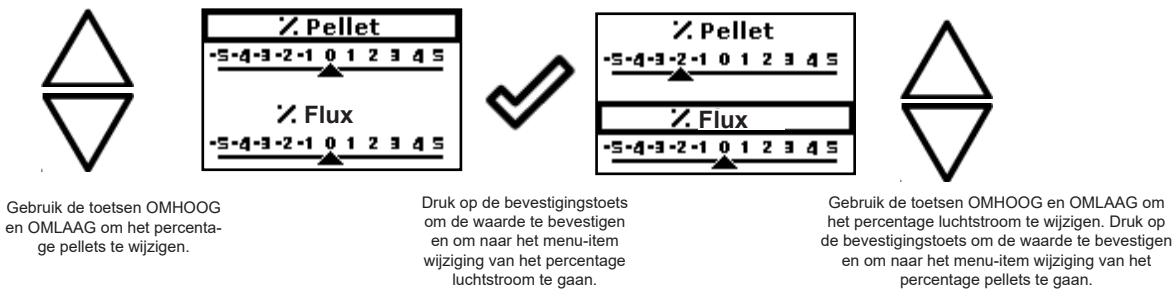 ٪ Pellet
-5-4-3-2-1 0 1 2 3 4 5
٪ Flux
-5-4-3-2-1 0 1 2 3 4 5
٪ Pellet
-5-4-3-2-1 0 1 2 3 4 5
٪ Flux
-5-4-3-2-1 0 1 2 3 4 5
Gebruik de toetsen OMHOOG
en OMLAAG om het percenta-
ge pellets te wijzigen.
Druk op de bevestigingstoets
om de waarde te bevestigen
en om naar het menu-item
wijziging van het percentage
luchtstroom te gaan.
Gebruik de toetsen OMHOOG en OMLAAG om
het percentage luchtstroom te wijzigen. Druk op
de bevestigingstoets om de waarde te bevestigen
en om naar het menu-item wijziging van het
percentage pellets te gaan.